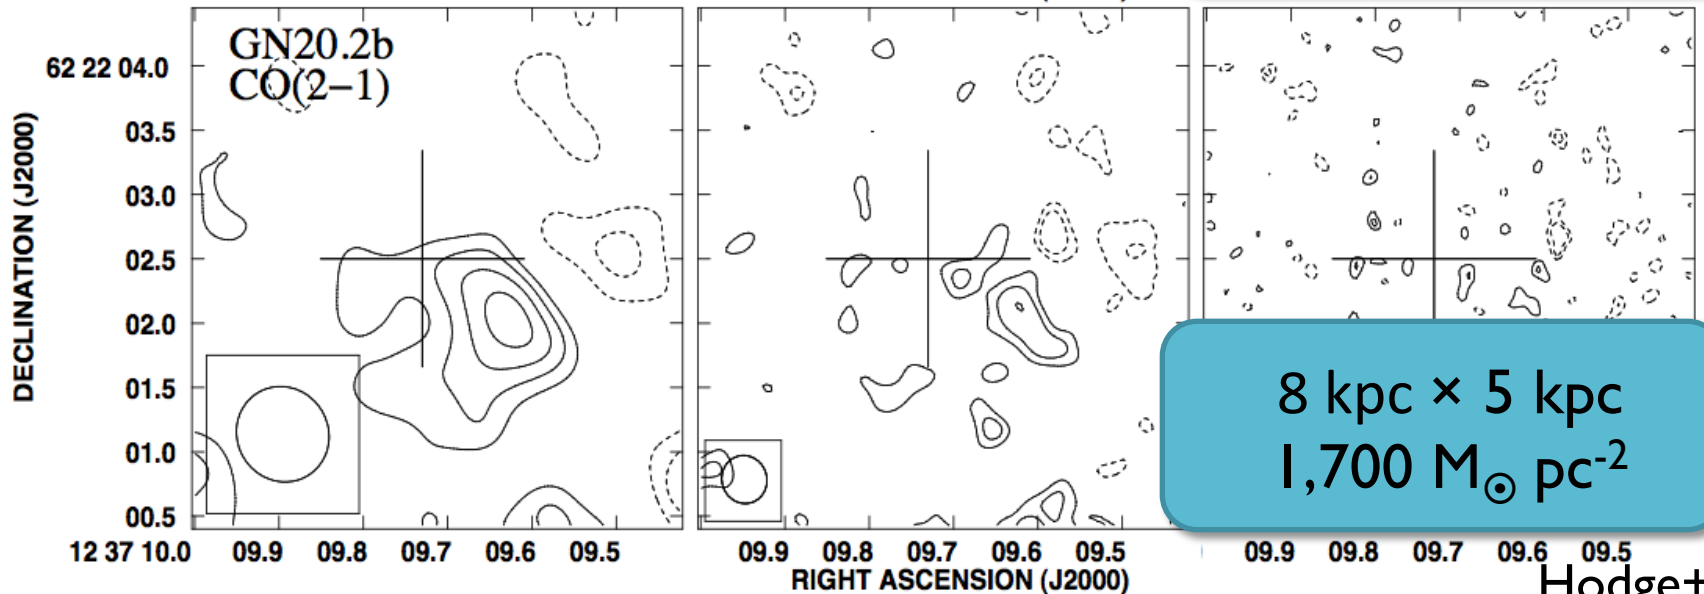 GN20.2b
CO(2–1)
DECLINATION (J2000)
62 22 04.0
03.5
03.0
02.5
02.0
01.5
01.0
00.5
12 37 10.0 09.9 09.8 09.7 09.6 09.5
09.9 09.8 09.7 09.6 09.5
09.9 09.8 09.7 09.6 09.5
RIGHT ASCENSION (J2000)
8 kpc × 5 kpc
1,700 M☉ pc⁻²
Hodge+